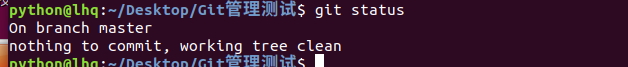 python@lhq:~/Desktop/Git管理测试$ git status
On branch master
nothing to commit, working tree clean
python@lhq:~/Desktop/Git管理测试$